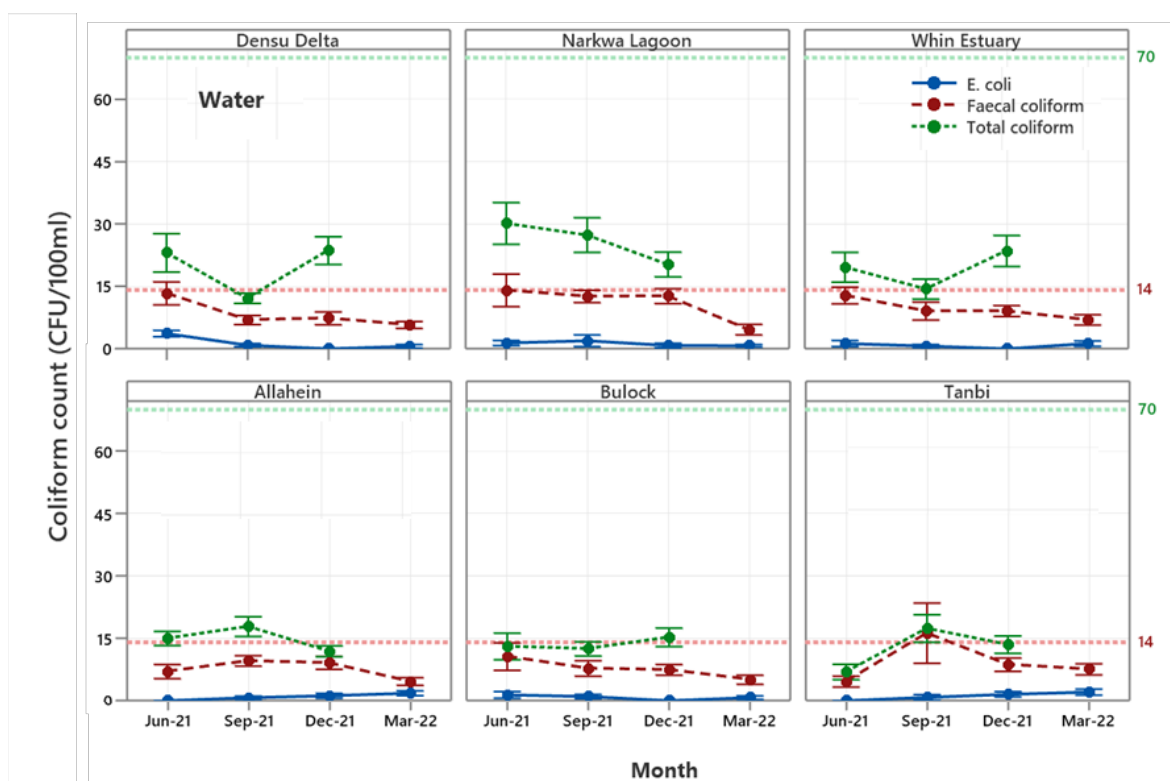 Densu Delta
Narkwa Lagoon
Whin Estuary
Water
E. coli
Faecal coliform
Total coliform
60
45
30
15
0
70
14
Coliform count (CFU/100ml)
Allahein
Bulock
Tanbi
60
45
30
15
0
70
14
Jun-21 Sep-21 Dec-21 Mar-22
Jun-21 Sep-21 Dec-21 Mar-22
Jun-21 Sep-21 Dec-21 Mar-22
Month